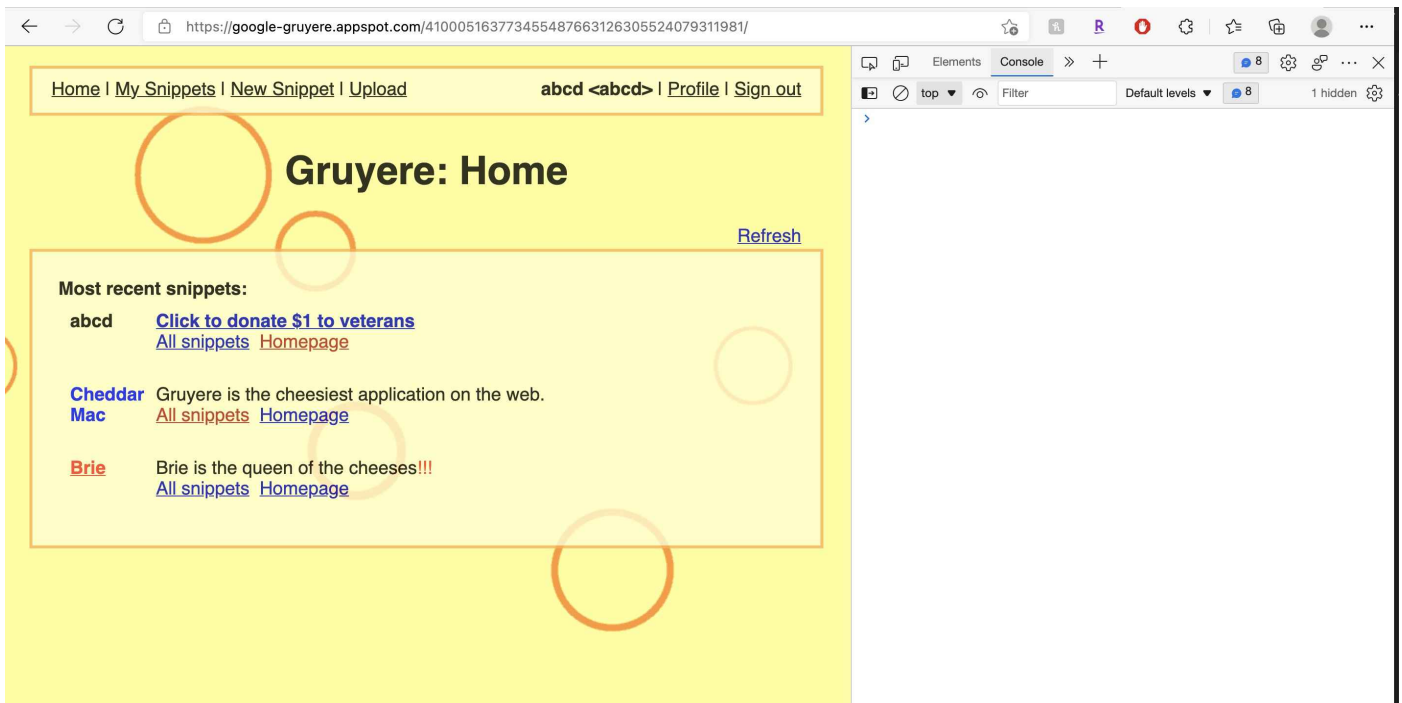 https://google-gruyere.appspot.com/410005163773455487663126305524079311981/
Elements Console
8
top Filter Default levels 8 1 hidden
Home | My Snippets | New Snippet | Upload abcd <abcd> | Profile | Sign out
Gruyere: Home
Refresh
Most recent snippets:
abcd Click to donate $1 to veterans
All snippets Homepage
Cheddar Gruyere is the cheesiest application on the web.
Mac All snippets Homepage
Brie Brie is the queen of the cheeses!!!
All snippets Homepage